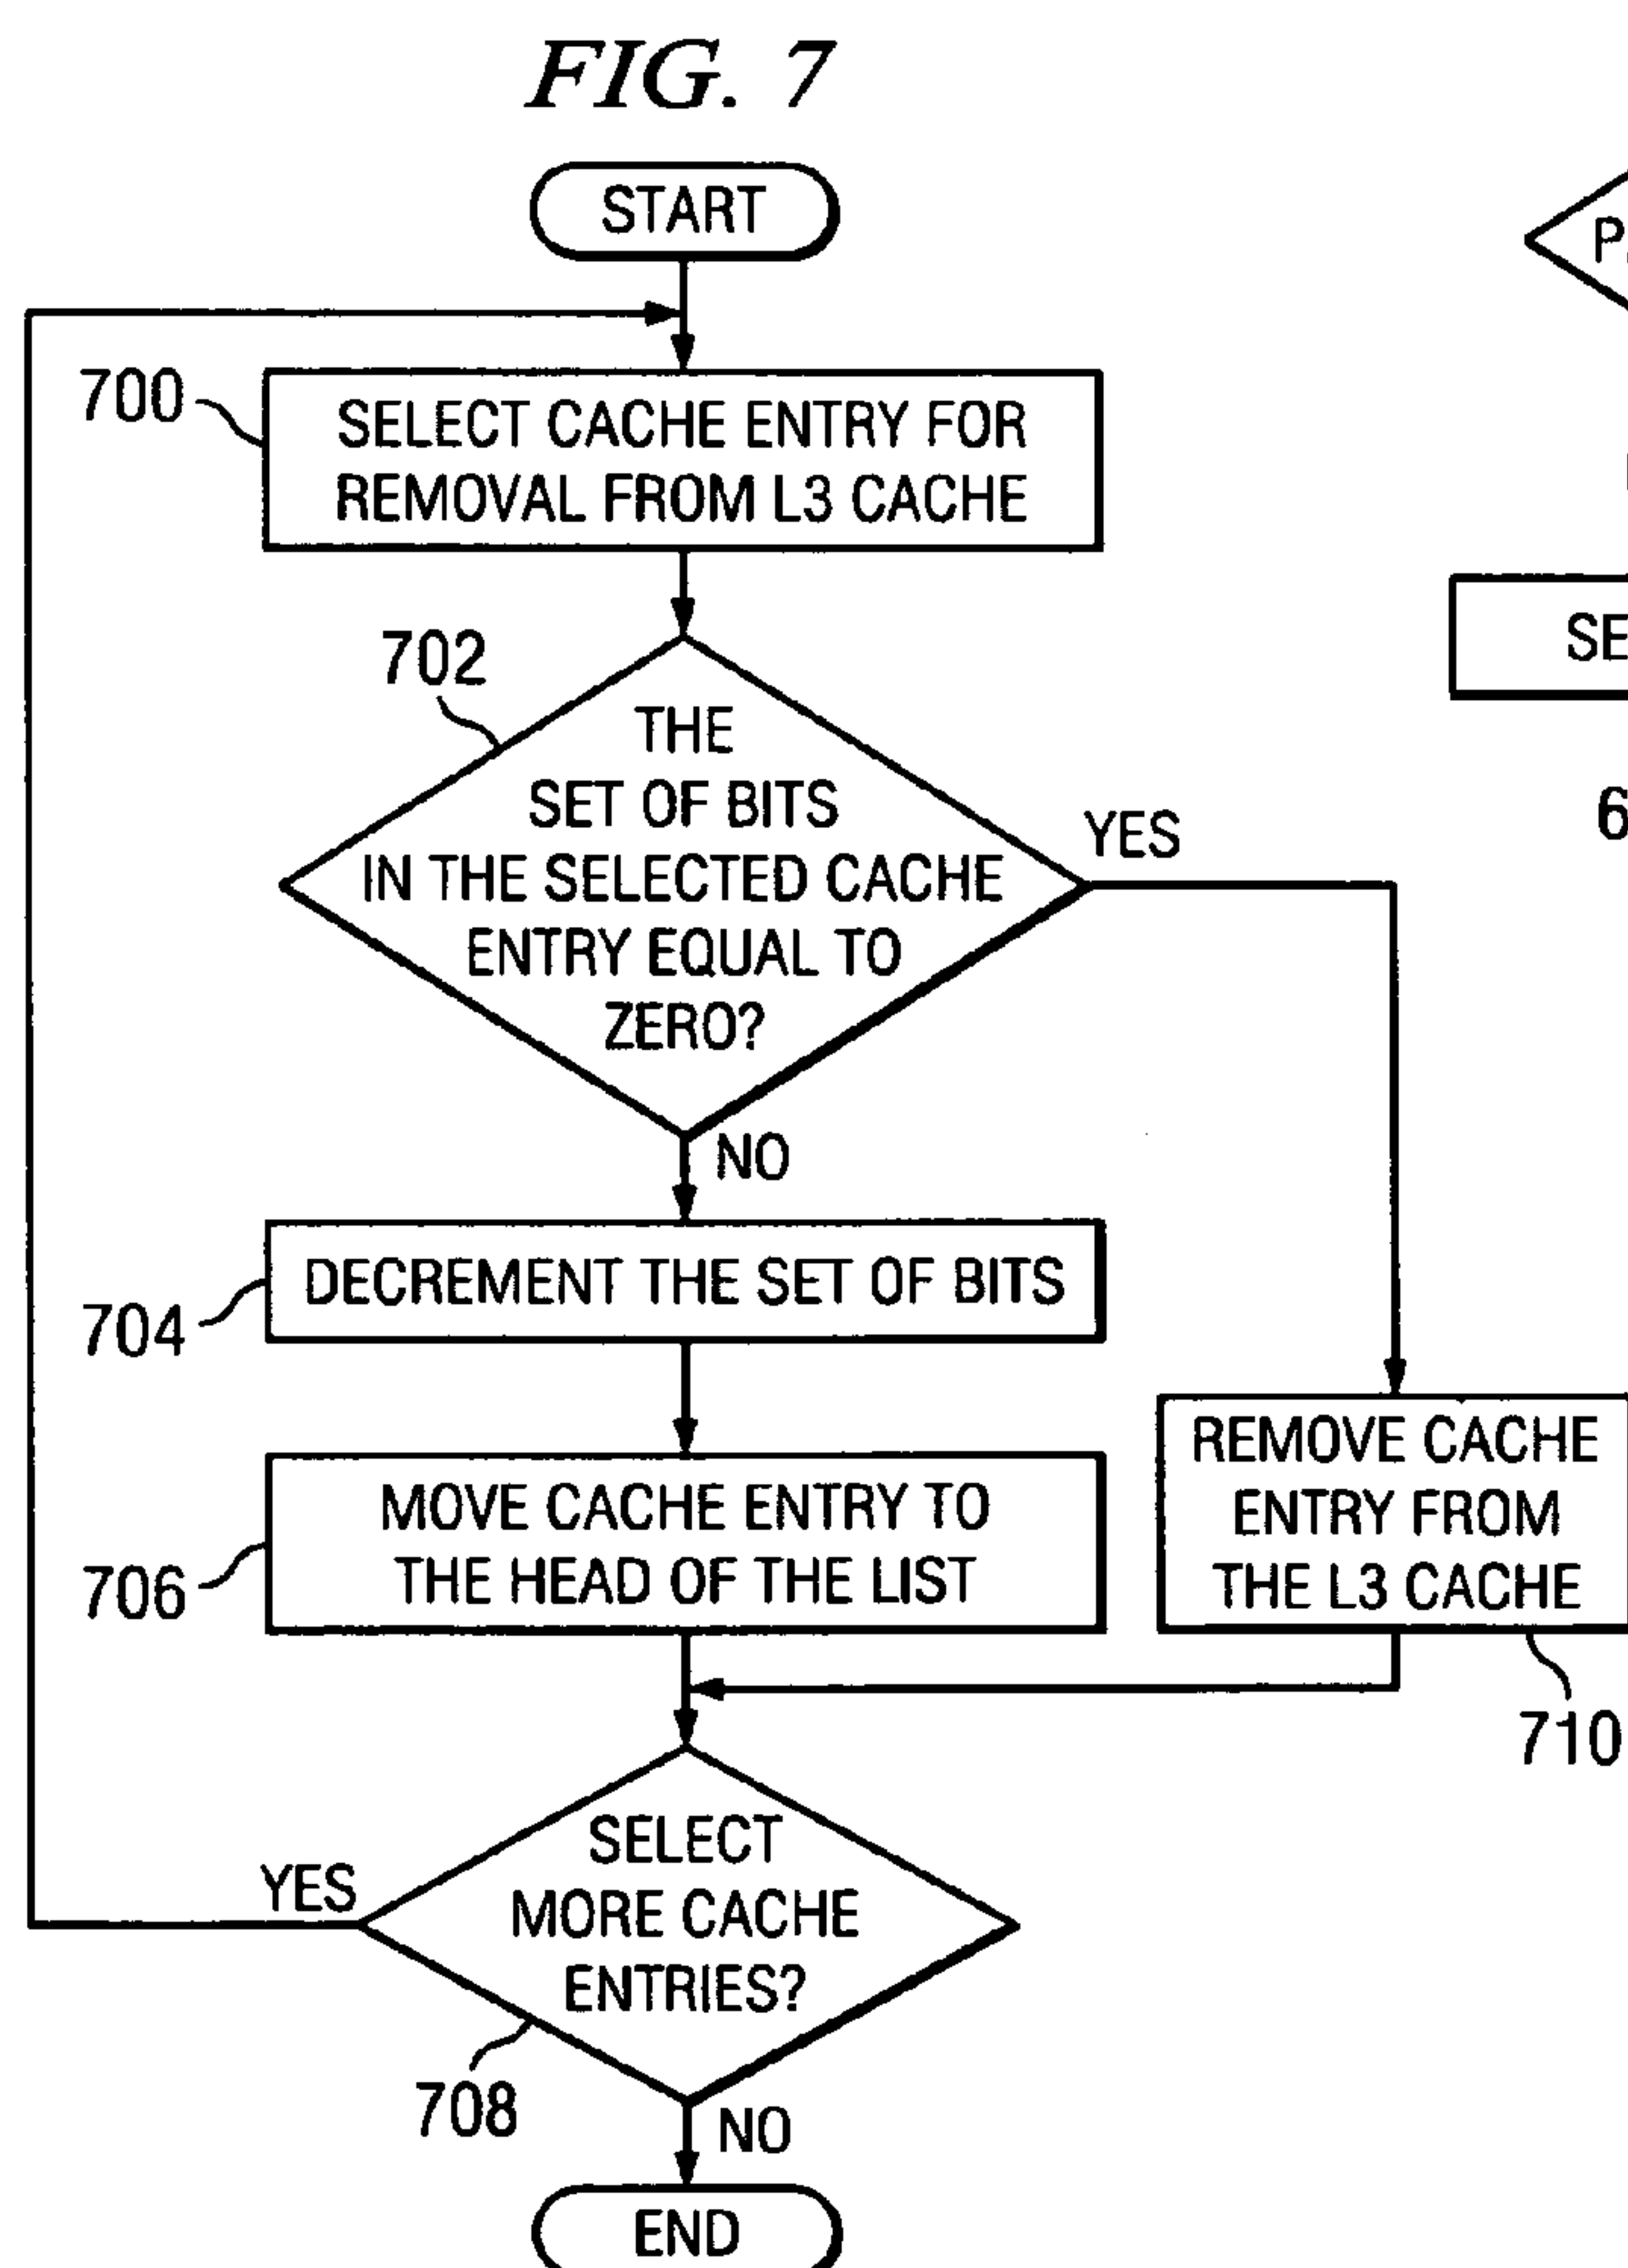 FIG. 7
START
700
SELECT CACHE ENTRY FOR
REMOVAL FROM L3 CACHE
702
THE
SET OF BITS
IN THE SELECTED CACHE
ENTRY EQUAL TO
ZERO?
YES
NO
704
DECREMENT THE SET OF BITS
706
MOVE CACHE ENTRY TO
THE HEAD OF THE LIST
REMOVE CACHE
ENTRY FROM
THE L3 CACHE
710
SELECT
MORE CACHE
ENTRIES?
YES
708
NO
END